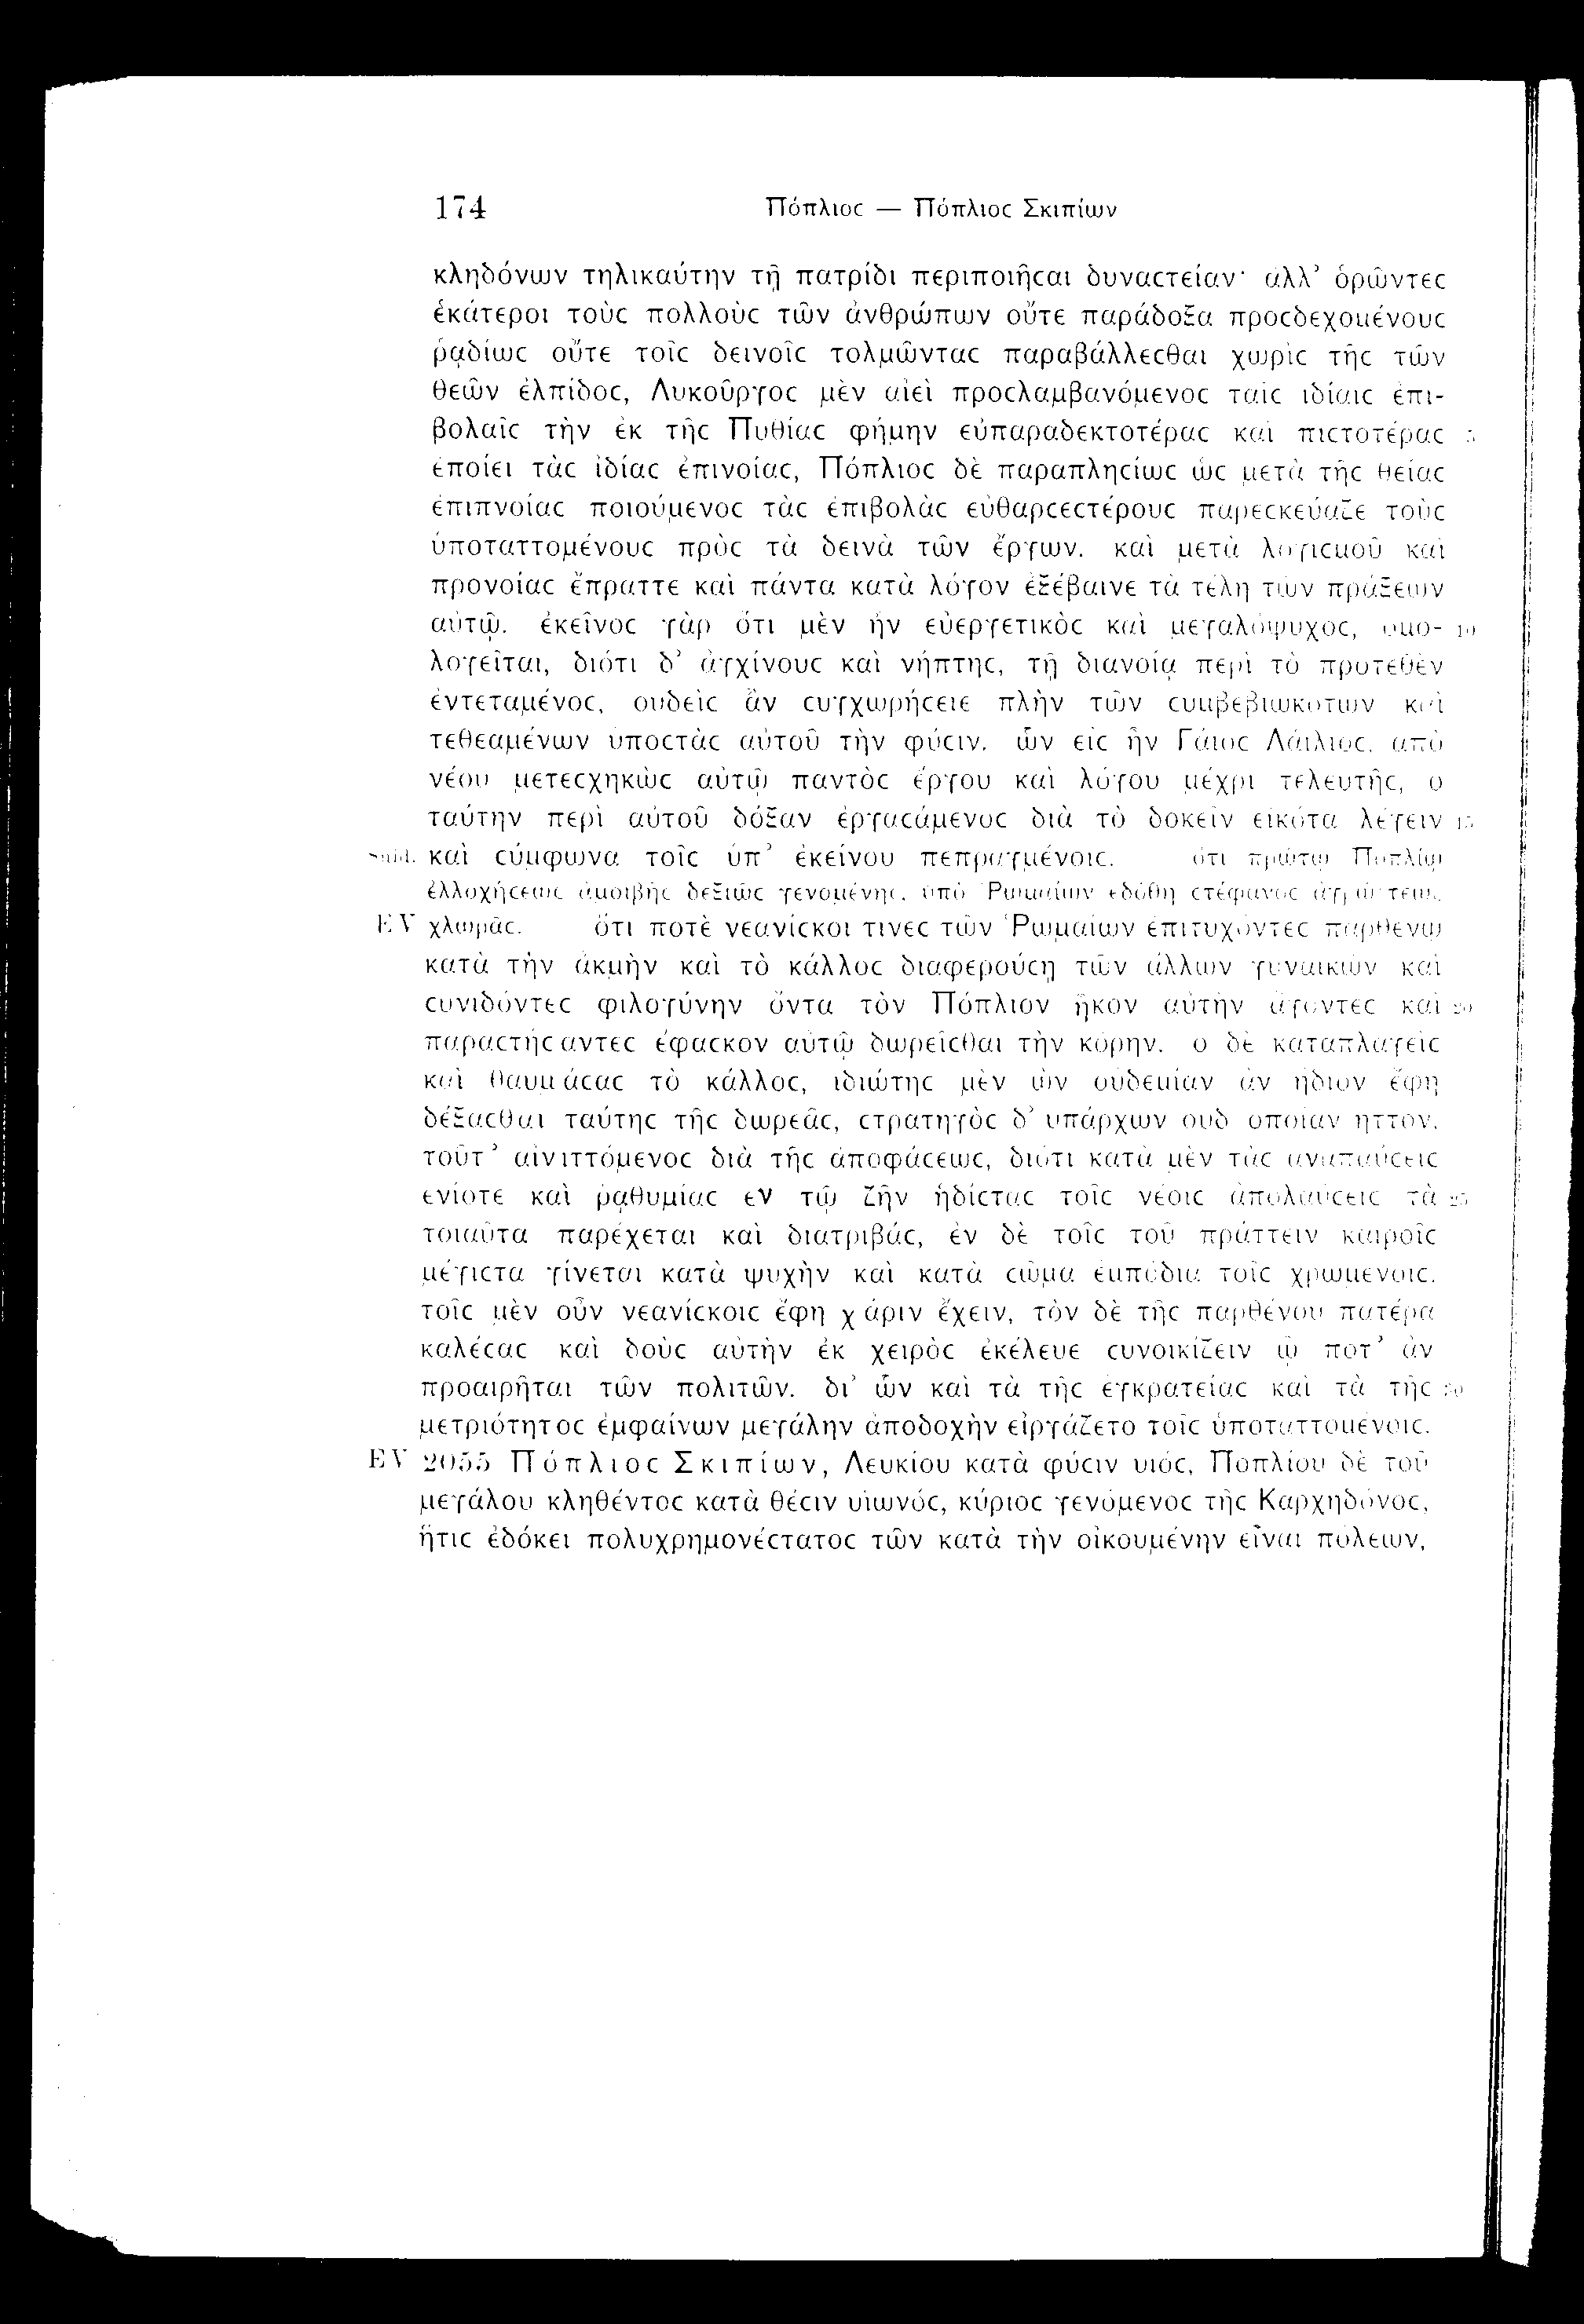 174 Πόπλιοϲ — Πόπλιοϲ Σκιπίων
κληδόνων τηλικαύτην τῇ πατρίδι περιποιῆϲαι δυναϲτείαν· ἀλλ’ ὁρῶντεϲ
ἑκάτεροι τοὺϲ πολλοὺϲ τῶν ἀνθρώπων οὔτε παράδοξα προϲδεχομένουϲ
ῥᾳδίωϲ οὔτε τοῖϲ δεινοῖϲ τολμῶνταϲ παραβάλλεϲθαι χωρὶϲ τῆϲ τῶν
θεῶν ἐλπίδοϲ, Λυκοῦργοϲ μὲν αἰεὶ προϲλαμβανόμενοϲ ταῖϲ ἰδίαιϲ ἐπι-
βολαῖϲ τὴν ἐκ τῆϲ Πυθίαϲ φήμην εὐπαραδεκτοτέραϲ καὶ πιϲτοτέραϲ 5
ἐποίει τὰϲ ἰδίαϲ ἐπινοίαϲ, Πόπλιοϲ δὲ παραπληϲίωϲ ὡϲ μετὰ τῆϲ θείαϲ
ἐπιπνοίαϲ ποιούμενοϲ τὰϲ ἐπιβολὰϲ εὐθαρϲεϲτέρουϲ παρεϲκεύαζε τοὺϲ
ὑποταττομένουϲ πρὸϲ τὰ δεινὰ τῶν ἔργων. καὶ μετὰ λογιϲμοῦ καὶ
προνοίαϲ ἔπραττε καὶ πάντα κατὰ λόγον ἐξέβαινε τὰ τέλη τῶν πράξεων
αὐτῷ. ἐκεῖνοϲ γὰρ ὅτι μὲν ἦν εὐεργετικὸϲ καὶ μεγαλόψυχοϲ, ὁμο- 10
λογεῖται, διότι δ’ ἀγχίνουϲ καὶ νήπτηϲ, τῇ διανοίᾳ περὶ τὸ προτεθὲν
ἐντεταμένοϲ, οὐδεὶϲ ἂν ϲυγχωρήϲειε πλὴν τῶν ϲυμβεβιωκότων καὶ
τεθεαμένων ὑποϲτὰϲ αὐτοῦ τὴν φύϲιν. ὧν εἷϲ ἦν Γάιοϲ Λαίλιοϲ, ἀπὸ
νέου μετεϲχηκὼϲ αὐτῷ παντὸϲ ἔργου καὶ λόγου μέχρι τελευτῆϲ, ὁ
ταύτην περὶ αὐτοῦ δόξαν ἐργαϲάμενοϲ διὰ τὸ δοκεῖν εἰκότα λέγειν 15
Suid. καὶ ϲύμφωνα τοῖϲ ὑπ’ ἐκείνου πεπραγμένοιϲ. ὅτι πρώτῳ Ποπλίῳ
ἐλλοχήϲεωϲ ἀμοιβῆϲ δεξιῶϲ γενομένηϲ, ὑπὸ Ῥωμαίων ἐδόθη ϲτέφανοϲ ἀγρώϲτεωϲ
EV χλωρᾶϲ. ὅτι ποτὲ νεανίϲκοι τινεϲ τῶν Ῥωμαίων ἐπιτυχόντεϲ παρθένῳ
κατὰ τὴν ἀκμὴν καὶ τὸ κάλλοϲ διαφερούϲῃ τῶν ἄλλων γυναικῶν καὶ
ϲυνιδόντεϲ φιλογύνην ὄντα τὸν Πόπλιον ἧκον αὐτὴν ἄγοντεϲ καὶ 20
παραϲτήϲαντεϲ ἔφαϲκον αὐτῷ δωρεῖϲθαι τὴν κόρην. ὁ δὲ καταπλαγεὶϲ
καὶ θαυμάϲαϲ τὸ κάλλοϲ, ἰδιώτηϲ μὲν ὢν οὐδεμίαν ἂν ἥδιον ἔφη
δέξαϲθαι ταύτηϲ τῆϲ δωρεᾶϲ, ϲτρατηγὸϲ δ’ ὑπάρχων οὐδ’ ὁποίαν ἧττον.
τοῦτ’ αἰνιττόμενοϲ διὰ τῆϲ ἀποφάϲεωϲ, διότι κατὰ μὲν τὰϲ ἀναπαύϲειϲ
ἐνίοτε καὶ ῥᾳθυμίαϲ ἐν τῷ ζῆν ἡδίϲταϲ τοῖϲ νέοιϲ ἀπολαύϲειϲ τὰ 25
τοιαῦτα παρέχεται καὶ διατριβάϲ, ἐν δὲ τοῖϲ τοῦ πράττειν καιροῖϲ
μέγιϲτα γίνεται κατὰ ψυχὴν καὶ κατὰ ϲῶμα ἐμπόδια τοῖϲ χρωμένοιϲ.
τοῖϲ μὲν οὖν νεανίϲκοιϲ ἔφη χάριν ἔχειν, τὸν δὲ τῆϲ παρθένου πατέρα
καλέϲαϲ καὶ δοὺϲ αὐτὴν ἐκ χειρὸϲ ἐκέλευε ϲυνοικίζειν ᾧ ποτ’ ἂν
προαιρῆται τῶν πολιτῶν. δι’ ὧν καὶ τὰ τῆϲ ἐγκρατείαϲ καὶ τὰ τῆϲ 30
μετριότητοϲ ἐμφαίνων μεγάλην ἀποδοχὴν εἰργάζετο τοῖϲ ὑποταττομένοιϲ.
EV 2055 Πόπλιοϲ Σκιπίων, Λευκίου κατὰ φύϲιν υἱόϲ, Ποπλίου δὲ τοῦ
μεγάλου κληθέντοϲ κατὰ θέϲιν υἱωνόϲ, κύριοϲ γενόμενοϲ τῆϲ Καρχηδόνοϲ,
ἥτιϲ ἐδόκει πολυχρημονέϲτατοϲ τῶν κατὰ τὴν οἰκουμένην εἶναι πόλεων,